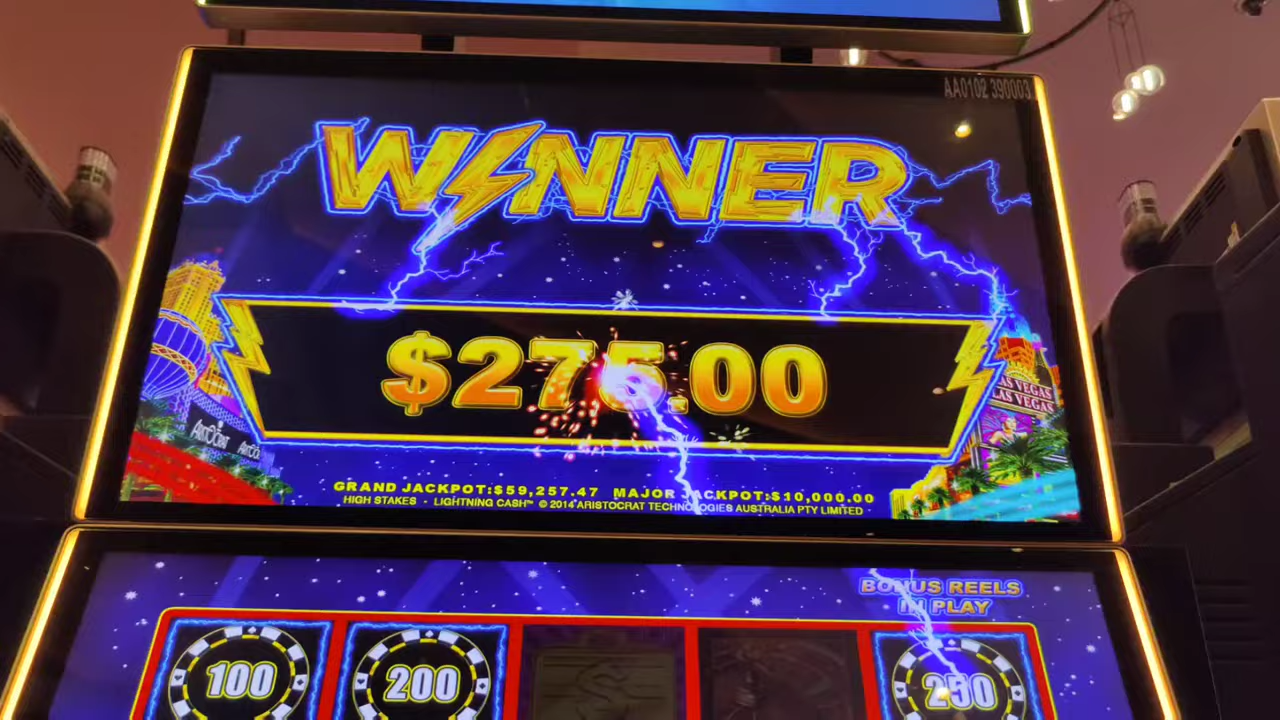 AA0102 390003
WINNER
$275.00
ARISTOCRAT
LAS VEGAS
LAS VEGAS
GRAND JACKPOT:$59,257.47 MAJOR JACKPOT:$10,000.00
HIGH STAKES · LIGHTNING CASH™ © 2014 ARISTOCRAT TECHNOLOGIES AUSTRALIA PTY LIMITED
BONUS REELS
IN PLAY
100
200
250